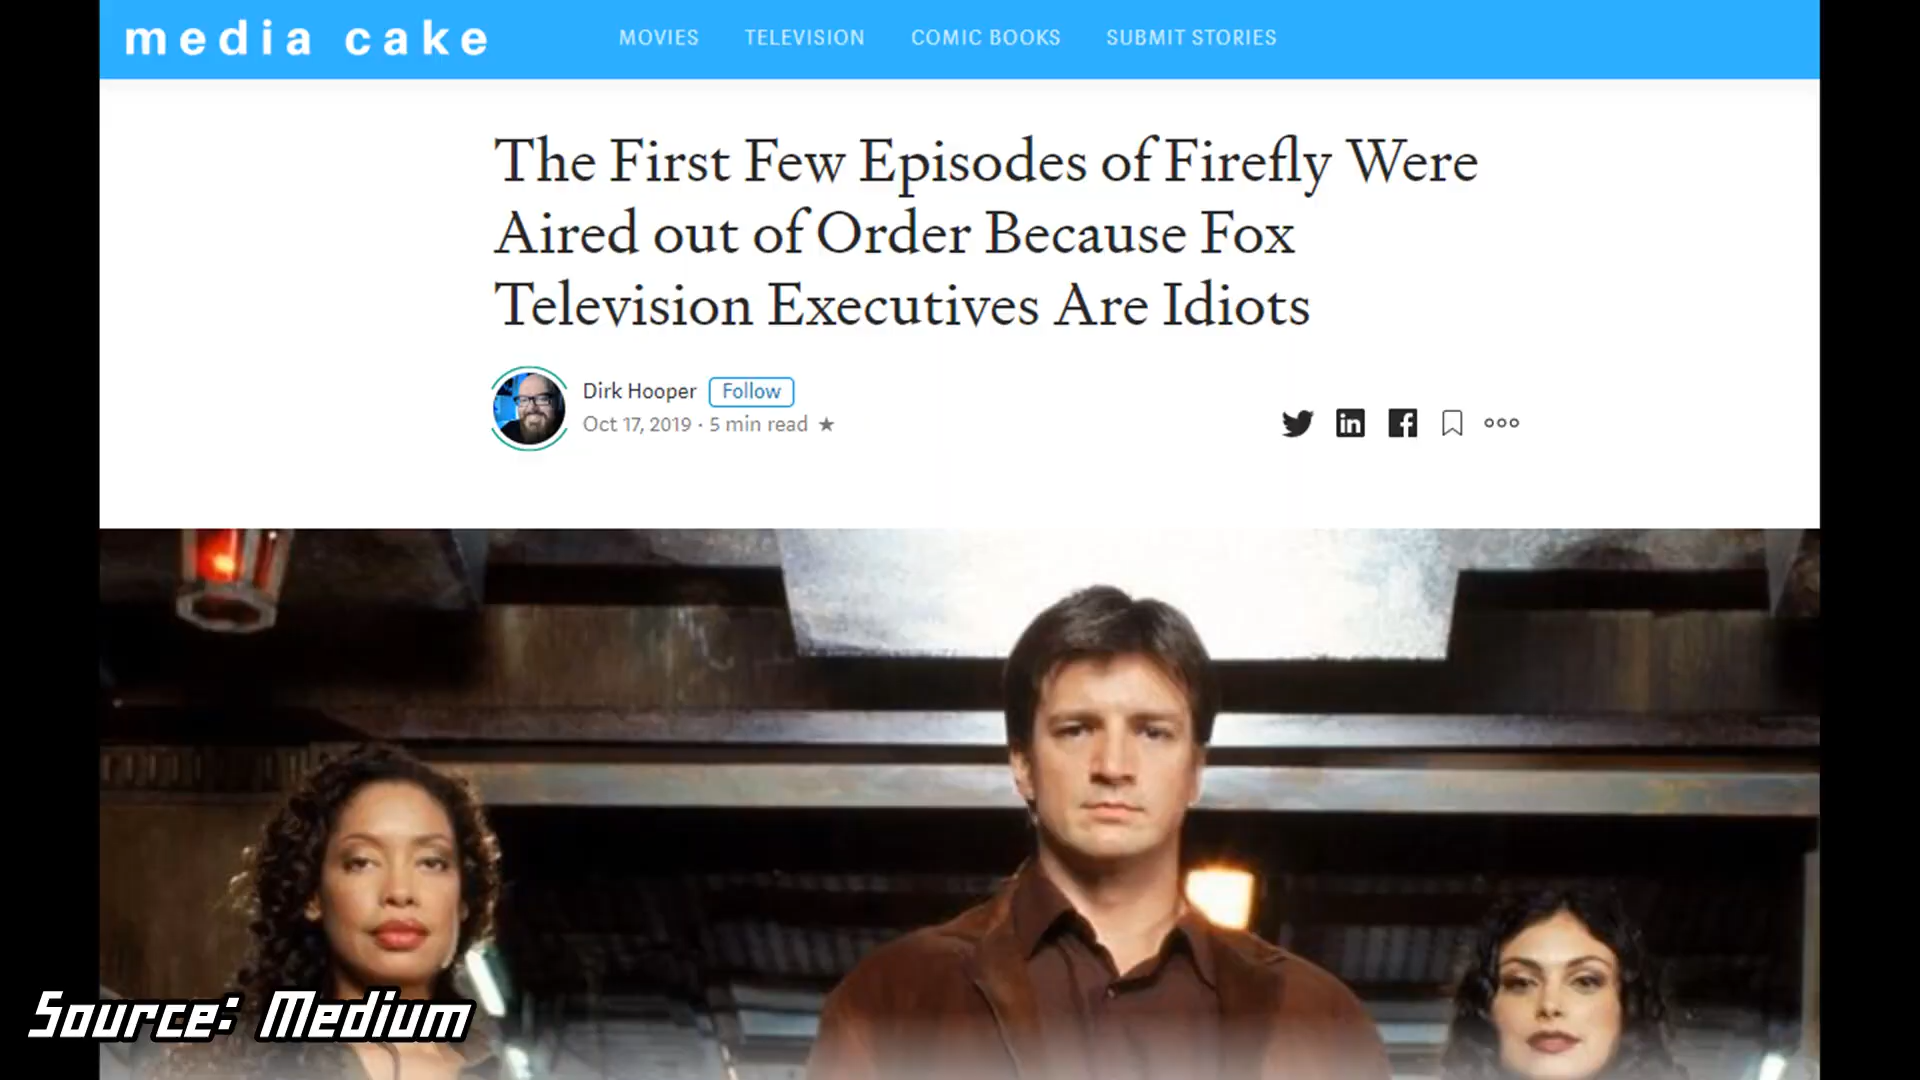 media cake
MOVIES TELEVISION COMIC BOOKS SUBMIT STORIES
The First Few Episodes of Firefly Were
Aired out of Order Because Fox
Television Executives Are Idiots
Dirk Hooper Follow
Oct 17, 2019 · 5 min read ★
Source: Medium